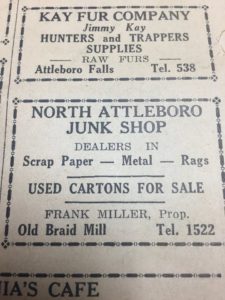 KAY FUR COMPANY
Jimmy Kay
HUNTERS and TRAPPERS
SUPPLIES
— RAW FURS —
Attleboro Falls Tel. 538
NORTH ATTLEBORO
JUNK SHOP
DEALERS IN
Scrap Paper — Metal — Rags
USED CARTONS FOR SALE
FRANK MILLER, Prop.
Old Braid Mill Tel. 1522
CAFE